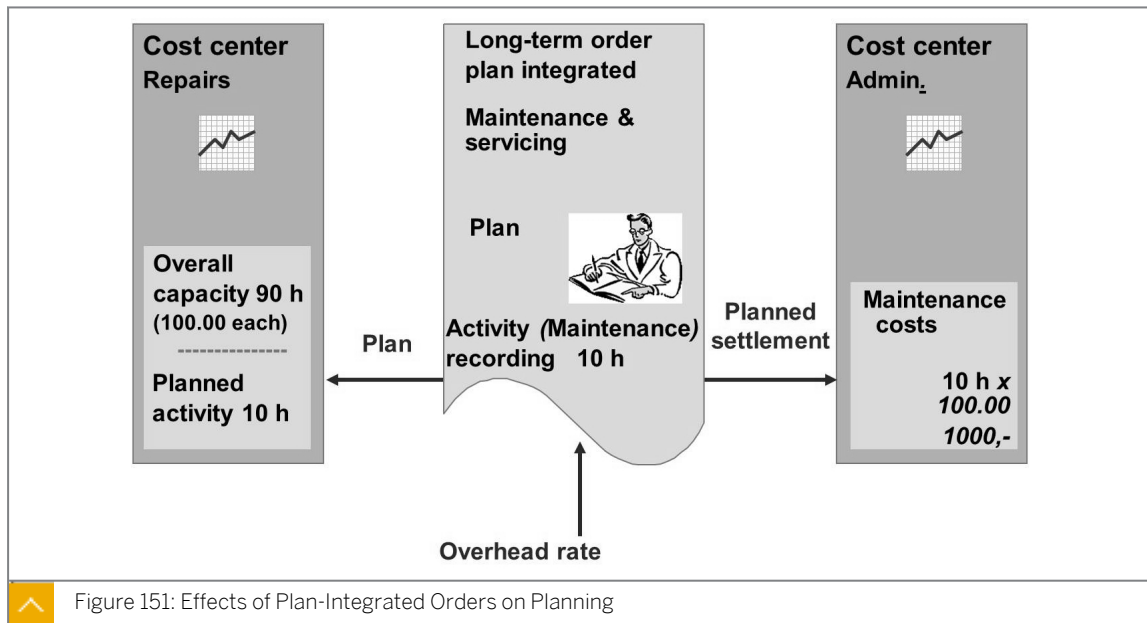 Cost center
Repairs
Overall
capacity 90 h
(100.00 each)
----------------
Planned
activity 10 h
Plan
Long-term order
plan integrated
Maintenance &
servicing
Plan
Activity (Maintenance)
recording 10 h
Overhead rate
Planned
settlement
Cost center
Admin.
Maintenance
costs
10 h x
100.00
1000,-
Figure 151: Effects of Plan-Integrated Orders on Planning